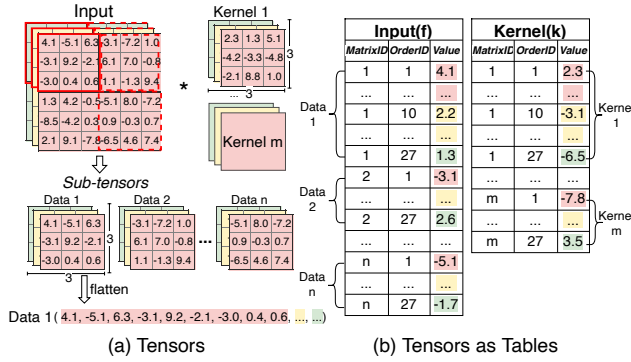 Input
4.1 -5.1 6.3 -3.1 -7.2 1.0
-3.1 9.2 -2.1 6.1 7.0 -0.8
-3.0 0.4 0.6 1.1 -1.3 9.4
1.3 4.2 -0.5 -5.1 8.0 -7.2
-8.5 -4.2 0.3 0.9 -0.3 0.7
2.1 9.1 -7.8 -6.5 4.6 7.4
*
Kernel 1
2.3 1.3 5.1
-4.2 -3.3 -4.8
-2.1 8.8 1.0
3
3
...
Kernel m
Sub-tensors
Data 1
4.1 -5.1 6.3
-3.1 9.2 -2.1
-3.0 0.4 0.6
3
3
Data 2
-3.1 -7.2 1.0
6.1 7.0 -0.8
1.1 -1.3 9.4
...
Data n
-5.1 8.0 -7.2
0.9 -0.3 0.7
-6.5 4.6 7.4
flatten
Data 1( 4.1, -5.1, 6.3, -3.1, 9.2, -2.1, -3.0, 0.4, 0.6, ..., ...)
(a) Tensors
Input(f)
MatrixID OrderID Value
Data 1
1 1 4.1
... ... ...
1 10 2.2
... ... ...
1 27 1.3
Data 2
2 1 -3.1
... ... ...
2 27 2.6
... ... ...
Data n
n 1 -5.1
... ... ...
n 27 -1.7
Kernel(k)
MatrixID OrderID Value
1 1 2.3
... ... ...
1 10 -3.1
... ... ...
1 27 -6.5
Kernel 1
... ... ...
m 1 -7.8
... ... ...
m 27 3.5
Kernel m
(b) Tensors as Tables